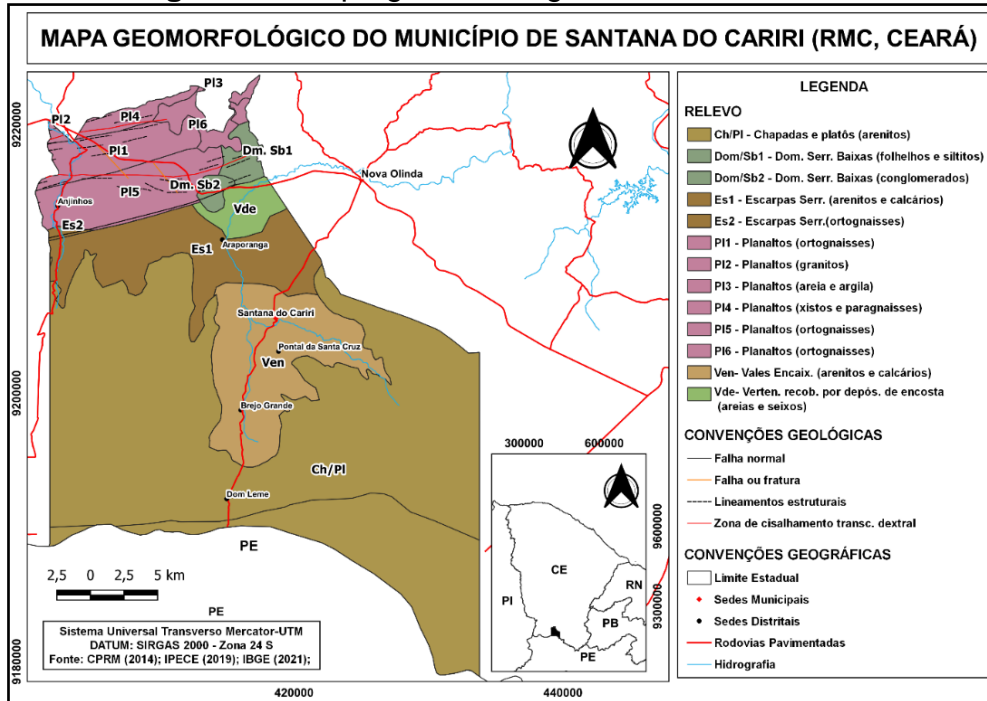 MAPA GEOMORFOLÓGICO DO MUNICÍPIO DE SANTANA DO CARIRI (RMC, CEARÁ)
Pl3
Pl2
Pl4
Pl6
Pl1
Dm. Sb1
Nova Olinda
Dm. Sb2
Pl5
Anjinhos
Vde
Es2
Es1
Araporanga
Santana do Cariri
Pontal da Santa Cruz
Ven
Brejo Grande
Ch/Pl
Dom Leme
PE
2,5 0 2,5 5 km
PE
Sistema Universal Transverso Mercator-UTM
DATUM: SIRGAS 2000 - Zona 24 S
Fonte: CPRM (2014); IPECE (2019); IBGE (2021);
9220000
9200000
9180000
420000
440000
300000
600000
9600000
9300000
CE
RN
PI
PB
PE
LEGENDA
RELEVO
Ch/Pl - Chapadas e platôs (arenitos)
Dom/Sb1 - Dom. Serr. Baixas (folhelhos e siltitos)
Dom/Sb2 - Dom. Serr. Baixas (conglomerados)
Es1 - Escarpas Serr. (arenitos e calcários)
Es2 - Escarpas Serr.(ortognaisses)
Pl1 - Planaltos (ortognaisses)
Pl2 - Planaltos (granitos)
Pl3 - Planaltos (areia e argila)
Pl4 - Planaltos (xistos e paragnaisses)
Pl5 - Planaltos (ortognaisses)
Pl6 - Planaltos (ortognaisses)
Ven- Vales Encaix. (arenitos e calcários)
Vde- Verten. recob. por depós. de encosta
(areias e seixos)
CONVENÇÕES GEOLÓGICAS
Falha normal
Falha ou fratura
Lineamentos estruturais
Zona de cisalhamento transc. dextral
CONVENÇÕES GEOGRÁFICAS
Limite Estadual
Sedes Municipais
Sedes Distritais
Rodovias Pavimentadas
Hidrografia